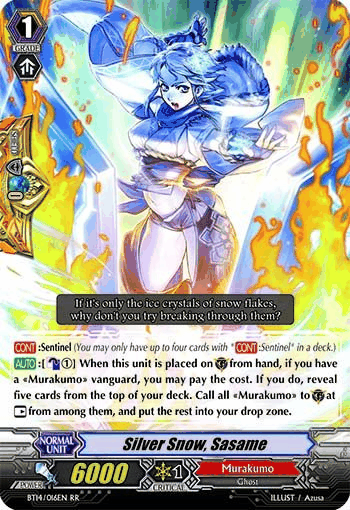 1
GRADE
SHIELD
0
If it's only the ice crystals of snow flakes,
why don't you try breaking through them?
CONT :Sentinel (You may only have up to four cards with "CONT:Sentinel" in a deck.)
AUTO :[①] When this unit is placed on from hand, if you have
a «Murakumo» vanguard, you may pay the cost. If you do, reveal
five cards from the top of your deck. Call all «Murakumo» to at
from among them, and put the rest into your drop zone.
NORMAL
UNIT
Silver Snow, Sasame
POWER
6000
1
CRITICAL
Murakumo
Ghost
BT14/016EN RR
ILLUST / Azusa